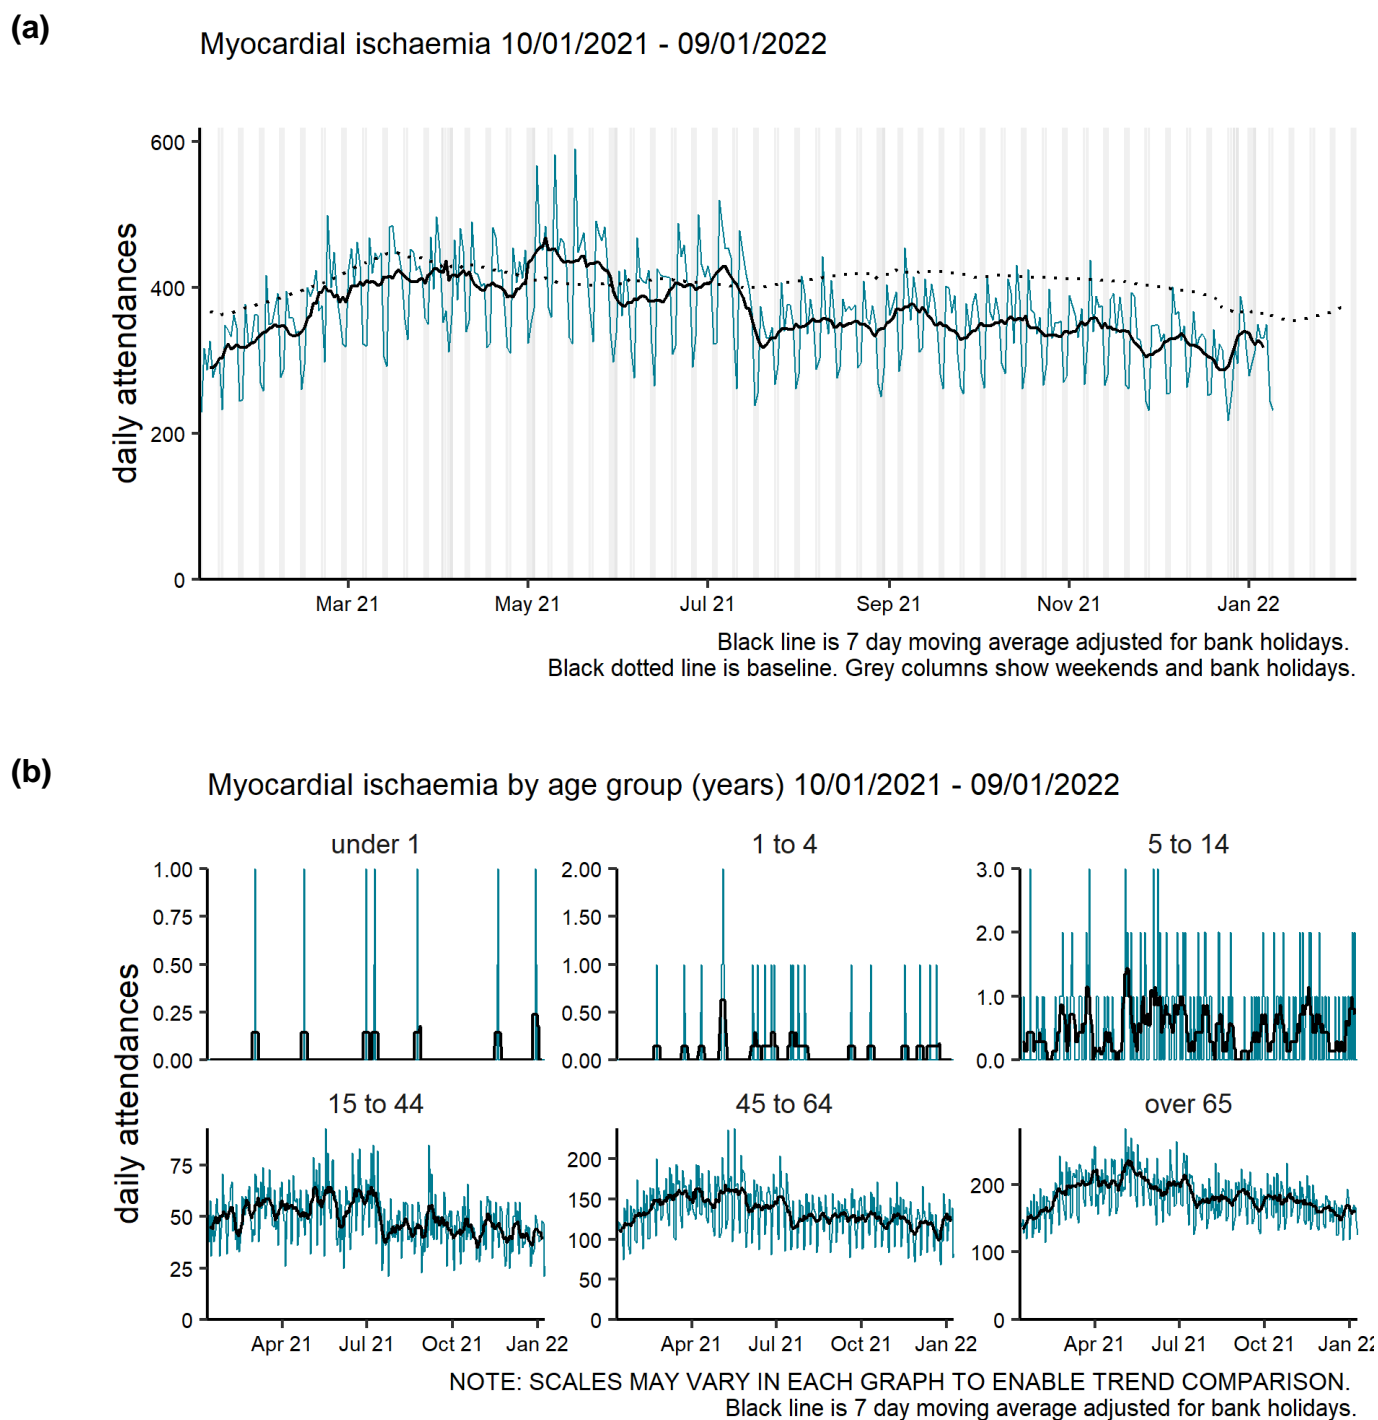 (a)
Myocardial ischaemia 10/01/2021 - 09/01/2022
600
400
200
0
daily attendances
Mar 21
May 21
Jul 21
Sep 21
Nov 21
Jan 22
Black line is 7 day moving average adjusted for bank holidays.
Black dotted line is baseline. Grey columns show weekends and bank holidays.
(b)
Myocardial ischaemia by age group (years) 10/01/2021 - 09/01/2022
daily attendances
under 1
1.00
0.75
0.50
0.25
0.00
1 to 4
2.00
1.50
1.00
0.50
0.00
5 to 14
3.0
2.0
1.0
0.0
15 to 44
75
50
25
0
Apr 21
Jul 21
Oct 21
Jan 22
45 to 64
200
150
100
50
0
Apr 21
Jul 21
Oct 21
Jan 22
over 65
200
100
0
Apr 21
Jul 21
Oct 21
Jan 22
NOTE: SCALES MAY VARY IN EACH GRAPH TO ENABLE TREND COMPARISON.
Black line is 7 day moving average adjusted for bank holidays.